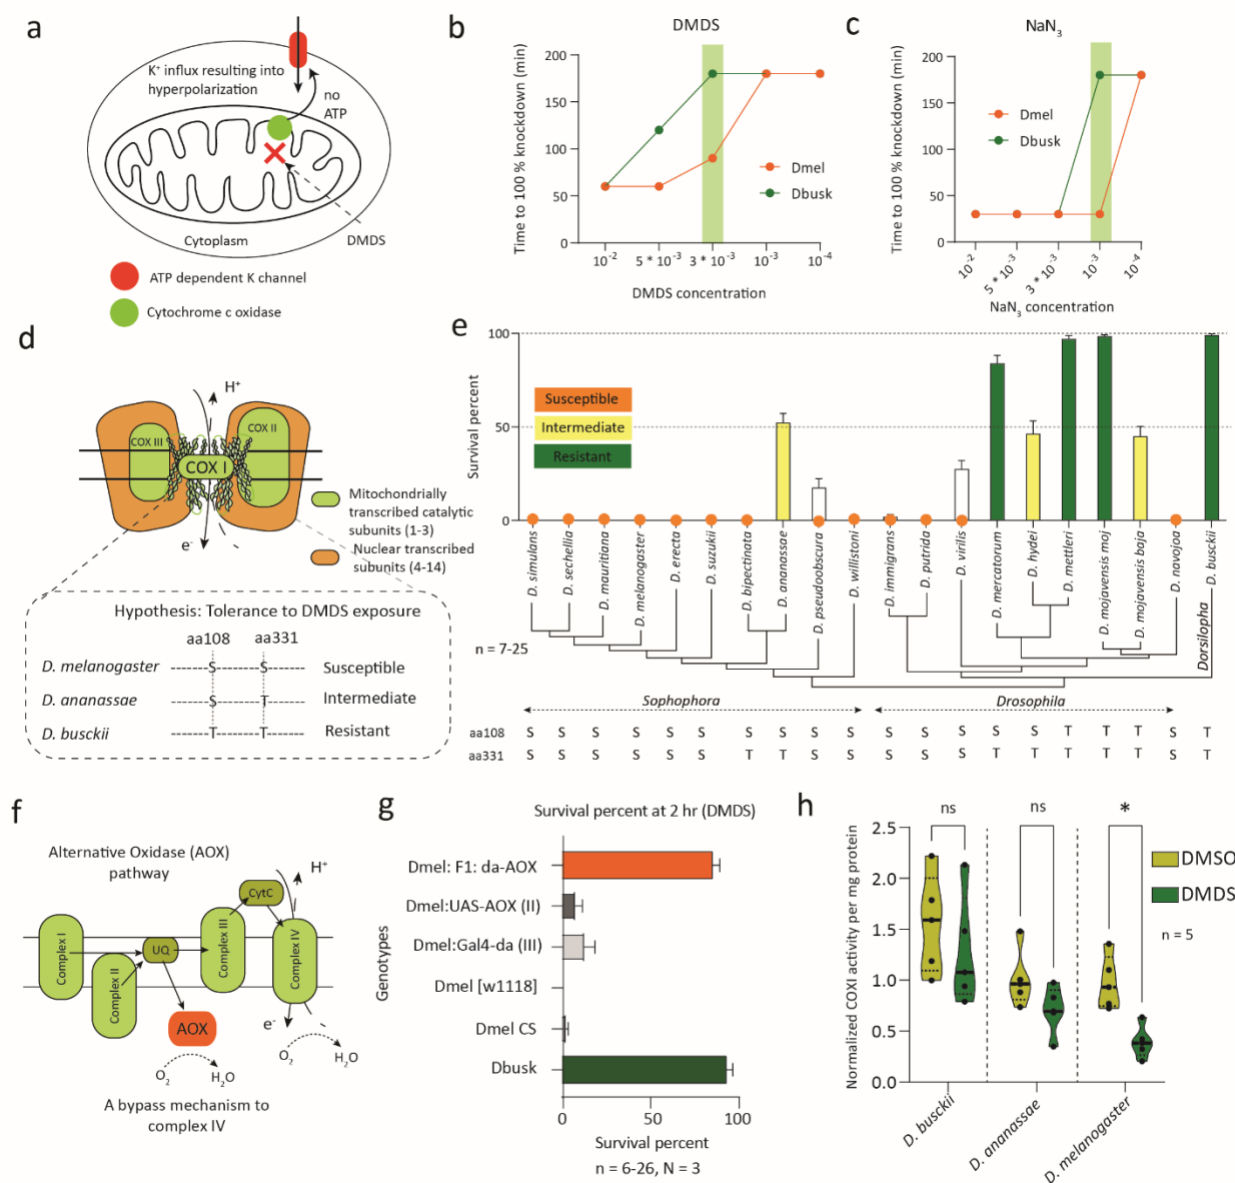 a
K⁺ influx resulting into
hyperpolarization
no
ATP
Cytoplasm
DMDS
ATP dependent K channel
Cytochrome c oxidase
b
DMDS
Time to 100 % knockdown (min)
200
150
100
50
0
10⁻²
5 * 10⁻³
3 * 10⁻³
10⁻³
10⁻⁴
DMDS concentration
Dmel
Dbusk
c
NaN₃
Time to 100 % knockdown (min)
200
150
100
50
0
10⁻²
5 * 10⁻³
3 * 10⁻³
10⁻³
10⁻⁴
NaN₃ concentration
Dmel
Dbusk
d
H⁺
COX III
COX II
COX I
e⁻
Mitochondrially
transcribed catalytic
subunits (1-3)
Nuclear transcribed
subunits (4-14)
Hypothesis: Tolerance to DMDS exposure
aa108 aa331
D. melanogaster ------S------S------ Susceptible
D. ananassae ------S------T------ Intermediate
D. busckii ------T------T------ Resistant
e
Survival percent
100
50
0
Susceptible
Intermediate
Resistant
D. simulans
D. sechellia
D. mauritiana
D. melanogaster
D. erecta
D. suzukii
D. bipectinata
D. ananassae
D. pseudoobscura
D. willistoni
D. immigrans
D. putrida
D. virilis
D. mercatorum
D. hydei
D. mettleri
D. mojavensis moj
D. mojavensis baja
D. navojoa
D. busckii
Dorsilopha
n = 7-25
Sophophora
Drosophila
aa108 S S S S S S S S S S S S S S S T T T S T
aa331 S S S S S S T T S S S S T T T T T T S T
f
Alternative Oxidase (AOX)
pathway
H⁺
CytC
Complex I
Complex II
UQ
Complex III
Complex IV
AOX
e⁻
O₂
H₂O
O₂
H₂O
A bypass mechanism to
complex IV
g
Survival percent at 2 hr (DMDS)
Genotypes
Dmel: F1: da-AOX
Dmel:UAS-AOX (II)
Dmel:Gal4-da (III)
Dmel [w1118]
Dmel CS
Dbusk
0
50
100
Survival percent
n = 6-26, N = 3
h
Normalized COXI activity per mg protein
2.5
2.0
1.5
1.0
0.5
0.0
ns
ns
*
DMSO
DMDS
n = 5
D. busckii
D. ananassae
D. melanogaster